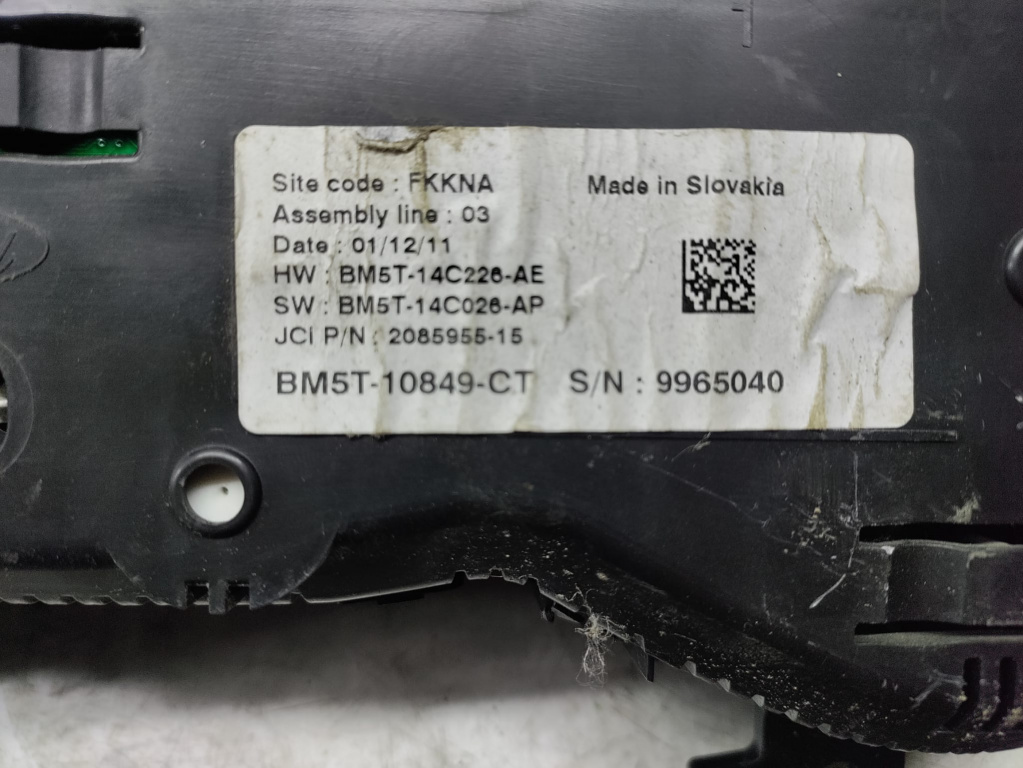 Site code : FKKNA
Made in Slovakia
Assembly line : 03
Date : 01/12/11
HW : BM5T-14C226-AE
SW : BM5T-14C026-AP
JCI P/N : 2085955-15
BM5T-10849-CT S/N : 9965040